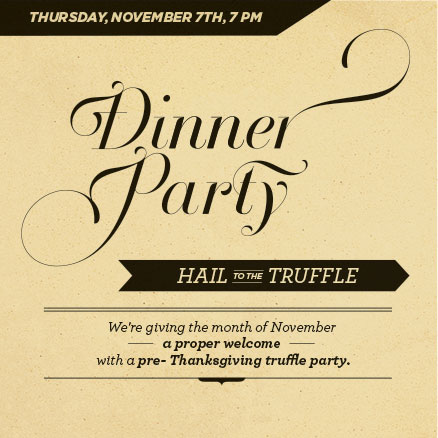 THURSDAY, NOVEMBER 7TH, 7 PM
Dinner
Party
HAIL TO THE TRUFFLE
We're giving the month of November
a proper welcome
with a pre- Thanksgiving truffle party.